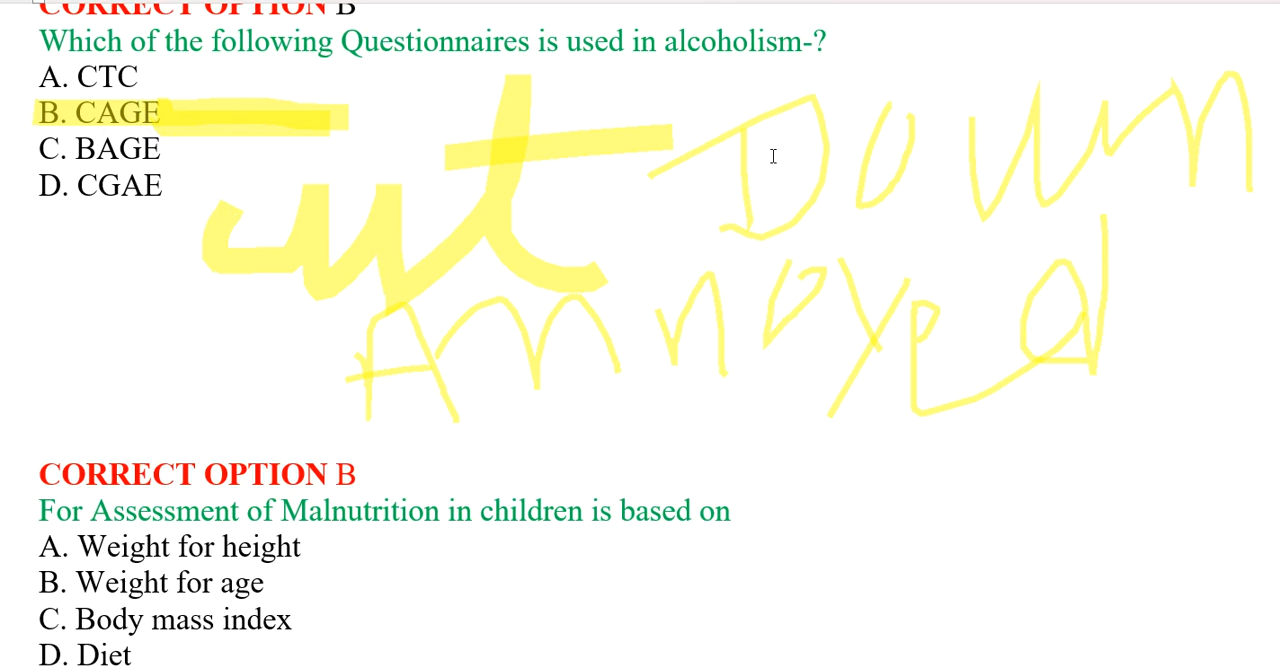 CORRECT OPTION B
Which of the following Questionnaires is used in alcoholism-?
A. CTC
B. CAGE
C. BAGE
D. CGAE
cut Down
Annoyed
CORRECT OPTION B
For Assessment of Malnutrition in children is based on
A. Weight for height
B. Weight for age
C. Body mass index
D. Diet